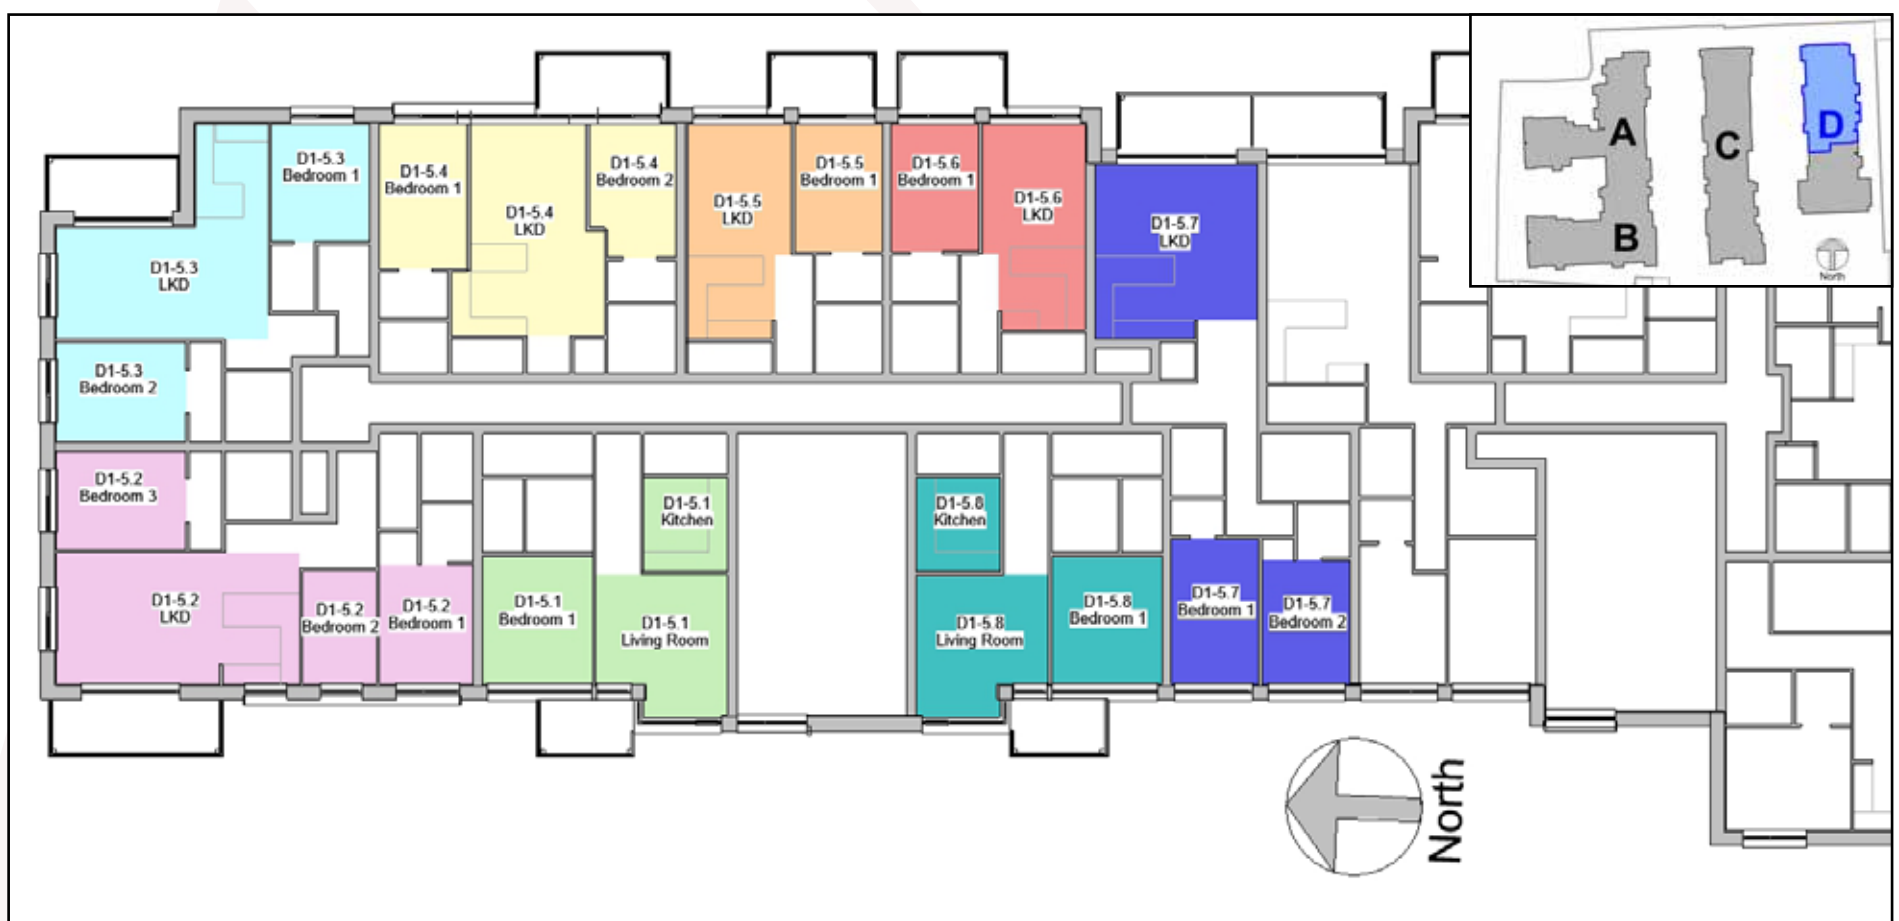 D1-5.3
Bedroom 1
D1-5.4
Bedroom 1
D1-5.4
LKD
D1-5.4
Bedroom 2
D1-5.5
LKD
D1-5.5
Bedroom 1
D1-5.6
Bedroom 1
D1-5.6
LKD
D1-5.7
LKD
D1-5.3
LKD
D1-5.3
Bedroom 2
D1-5.2
Bedroom 3
D1-5.2
LKD
D1-5.2
Bedroom 2
D1-5.2
Bedroom 1
D1-5.1
Bedroom 1
D1-5.1
Kitchen
D1-5.1
Living Room
D1-5.8
Kitchen
D1-5.8
Living Room
D1-5.8
Bedroom 1
D1-5.7
Bedroom 1
D1-5.7
Bedroom 2
North
A
B
C
D
North